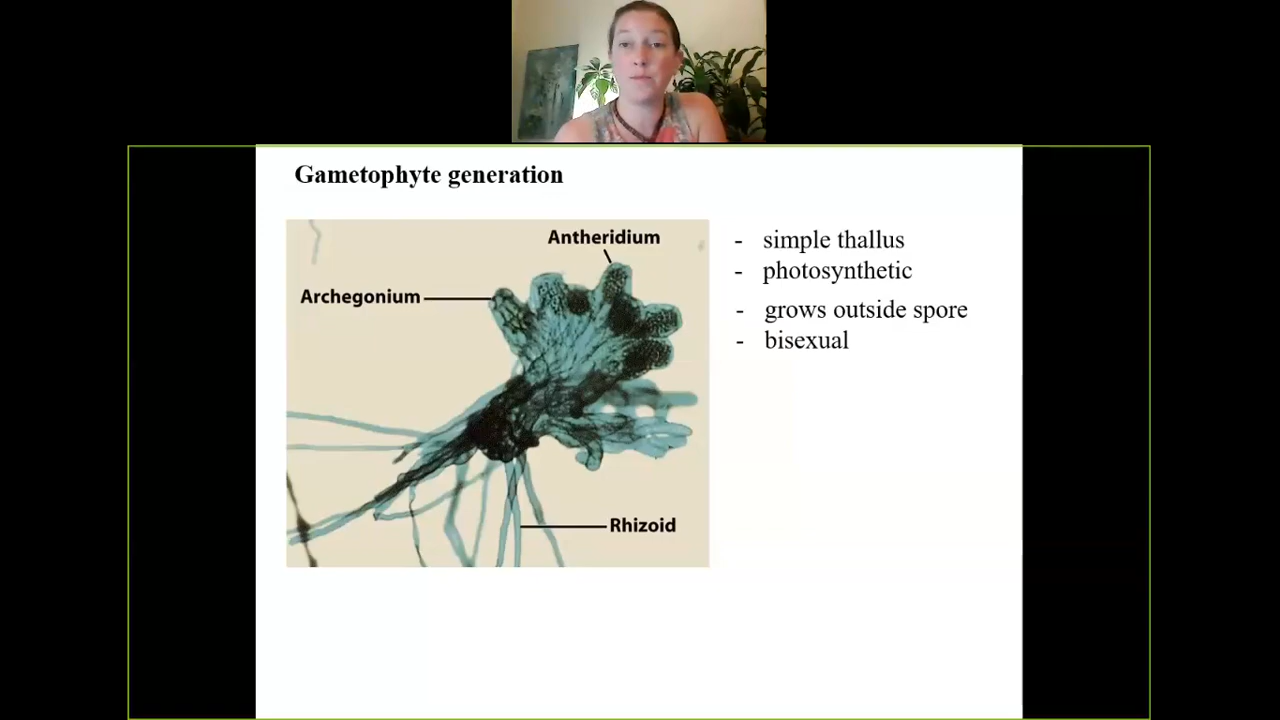 Gametophyte generation
Antheridium
Archegonium
Rhizoid
- simple thallus
- photosynthetic
- grows outside spore
- bisexual